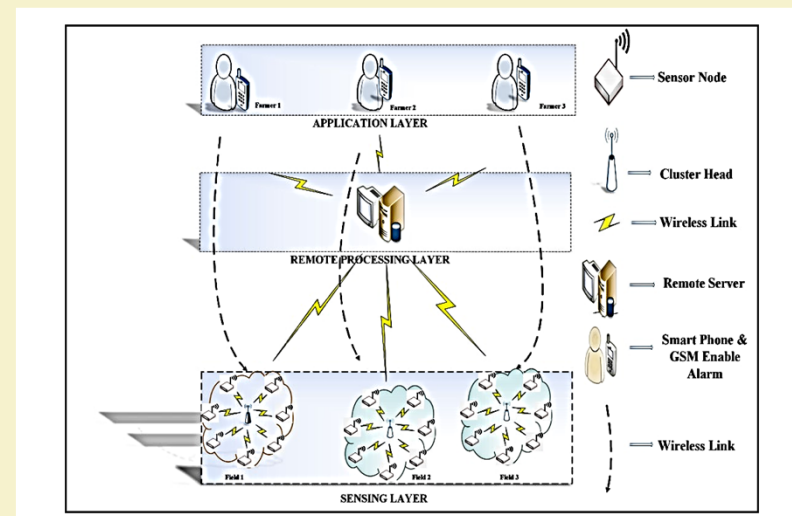 Farmer 1
Farmer 2
Farmer 3
APPLICATION LAYER
REMOTE PROCESSING LAYER
Field 1
Field 2
Field 3
SENSING LAYER
Sensor Node
Cluster Head
Wireless Link
Remote Server
Smart Phone &
GSM Enable
Alarm
Wireless Link